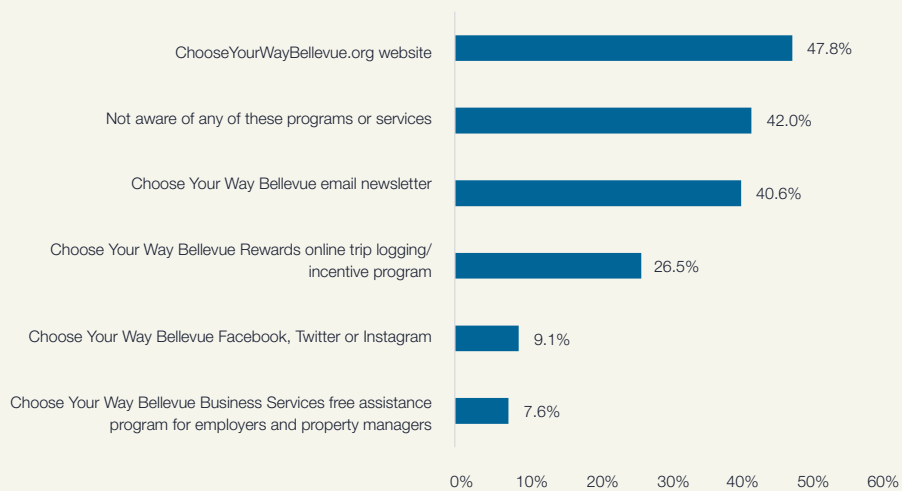 ChooseYourWayBellevue.org website
47.8%
Not aware of any of these programs or services
42.0%
Choose Your Way Bellevue email newsletter
40.6%
Choose Your Way Bellevue Rewards online trip logging/
incentive program
26.5%
Choose Your Way Bellevue Facebook, Twitter or Instagram
9.1%
Choose Your Way Bellevue Business Services free assistance
program for employers and property managers
7.6%
0% 10% 20% 30% 40% 50% 60%